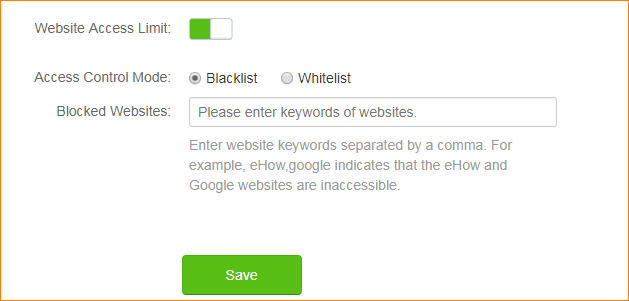 Website Access Limit:
Access Control Mode: Blacklist Whitelist
Blocked Websites: Please enter keywords of websites.
Enter website keywords separated by a comma. For
example, eHow,google indicates that the eHow and
Google websites are inaccessible.
Save